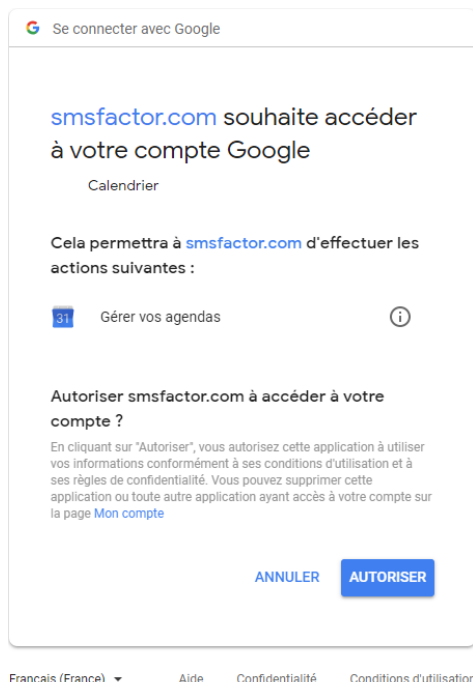 Se connecter avec Google
smsfactor.com souhaite accéder
à votre compte Google
Calendrier
Cela permettra à smsfactor.com d'effectuer les
actions suivantes :
31 Gérer vos agendas
Autoriser smsfactor.com à accéder à votre
compte ?
En cliquant sur "Autoriser", vous autorisez cette application à utiliser
vos informations conformément à ses conditions d'utilisation et à
ses règles de confidentialité. Vous pouvez supprimer cette
application ou toute autre application ayant accès à votre compte sur
la page Mon compte
ANNULER AUTORISER
Français (France) Aide Confidentialité Conditions d'utilisation